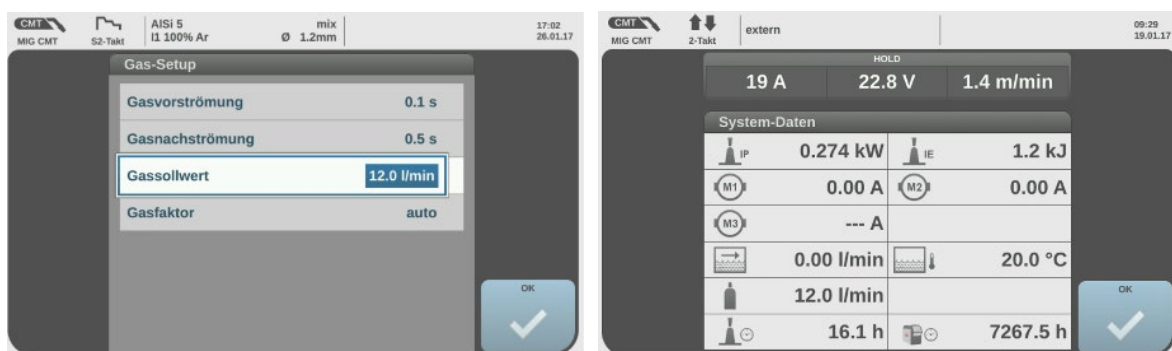 CMT
MIG CMT
S2-Takt
AlSi 5
I1 100% Ar
mix
Ø 1.2mm
17:02
26.01.17
Gas-Setup
Gasvorströmung 0.1 s
Gasnachströmung 0.5 s
Gassollwert 12.0 l/min
Gasfaktor auto
OK
CMT
MIG CMT
2-Takt
extern
09:29
19.01.17
HOLD
19 A 22.8 V 1.4 m/min
System-Daten
IP 0.274 kW IE 1.2 kJ
M1 0.00 A M2 0.00 A
M3 --- A
0.00 l/min 20.0 °C
12.0 l/min
16.1 h 7267.5 h
OK